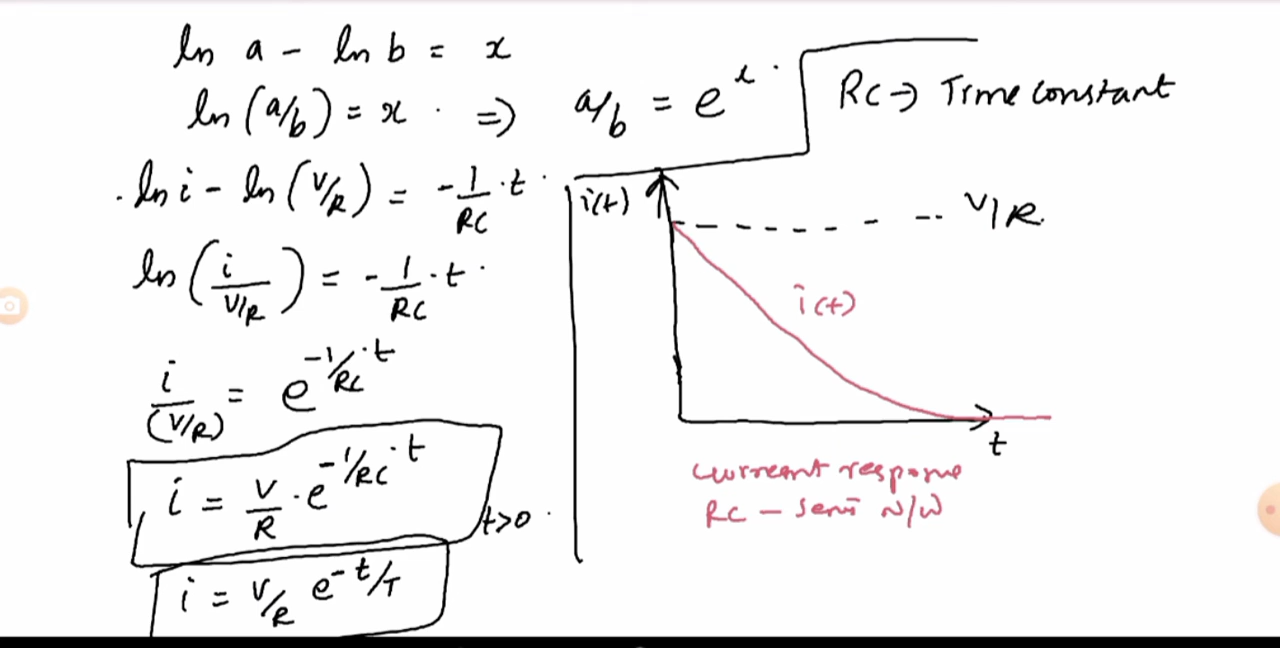 ln a - ln b = x
ln (a/b) = x . => a/b = e^x .
. ln i - ln (V/R) = -1/RC . t .
ln (i/(V/R)) = -1/RC . t .
i/(V/R) = e^(-1/RC . t)
i = V/R . e^(-1/RC . t)
t>0 .
i = V/R e^(-t/T)
RC → Time constant
i(t)
V/R.
i(t)
t
current response
RC - N/W